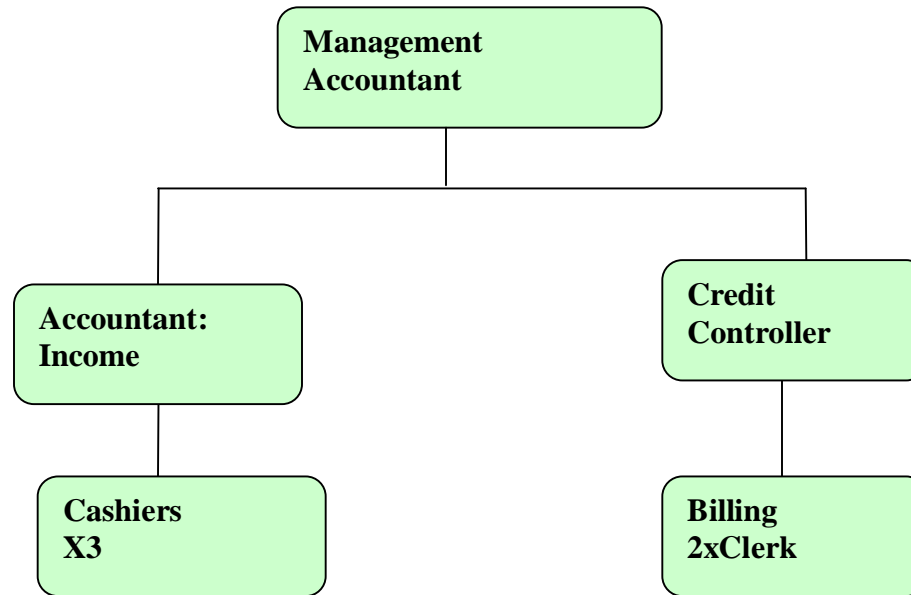 Management
Accountant
Accountant:
Income
Credit
Controller
Cashiers
X3
Billing
2xClerk